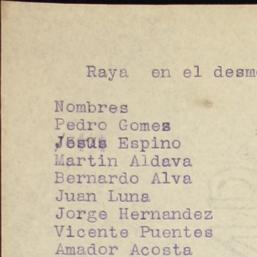 Raya en el desm
Nombres
Pedro Gomez
Jesus Espino
Martin Aldava
Bernardo Alva
Juan Luna
Jorge Hernandez
Vicente Puentes
Amador Acosta